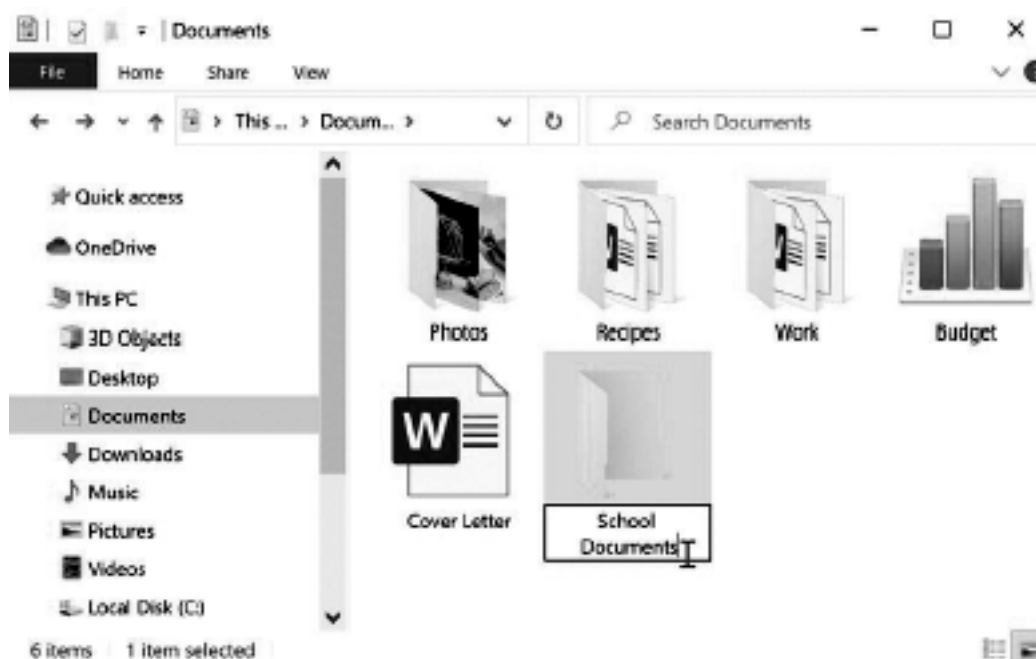 Documents
File Home Share View
This ... Docum...
Search Documents
Quick access
OneDrive
This PC
3D Objects
Desktop
Documents
Downloads
Music
Pictures
Videos
Local Disk (C:)
Photos Recipes Work Budget
W
Cover Letter
School
Documents
6 items 1 item selected